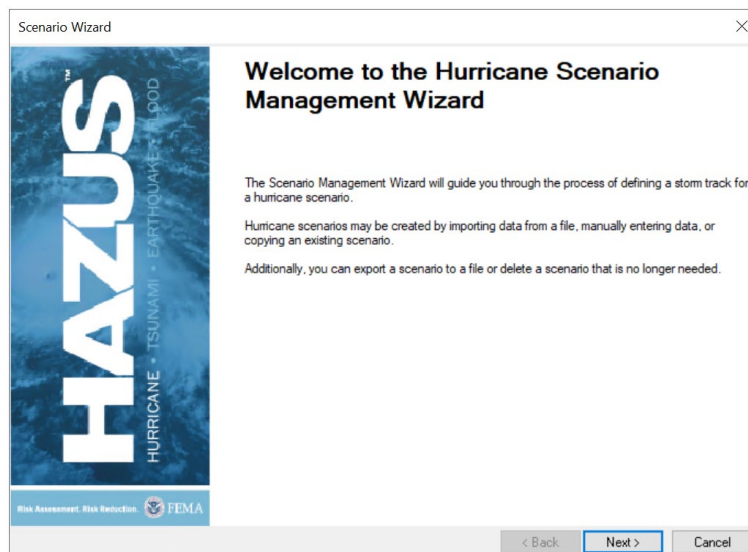 Scenario Wizard
HAZUS™
HURRICANE • TSUNAMI • EARTHQUAKE • FLOOD
Risk Assessment. Risk Reduction. FEMA
Welcome to the Hurricane Scenario
Management Wizard
The Scenario Management Wizard will guide you through the process of defining a storm track for
a hurricane scenario.
Hurricane scenarios may be created by importing data from a file, manually entering data, or
copying an existing scenario.
Additionally, you can export a scenario to a file or delete a scenario that is no longer needed.
< Back Next > Cancel